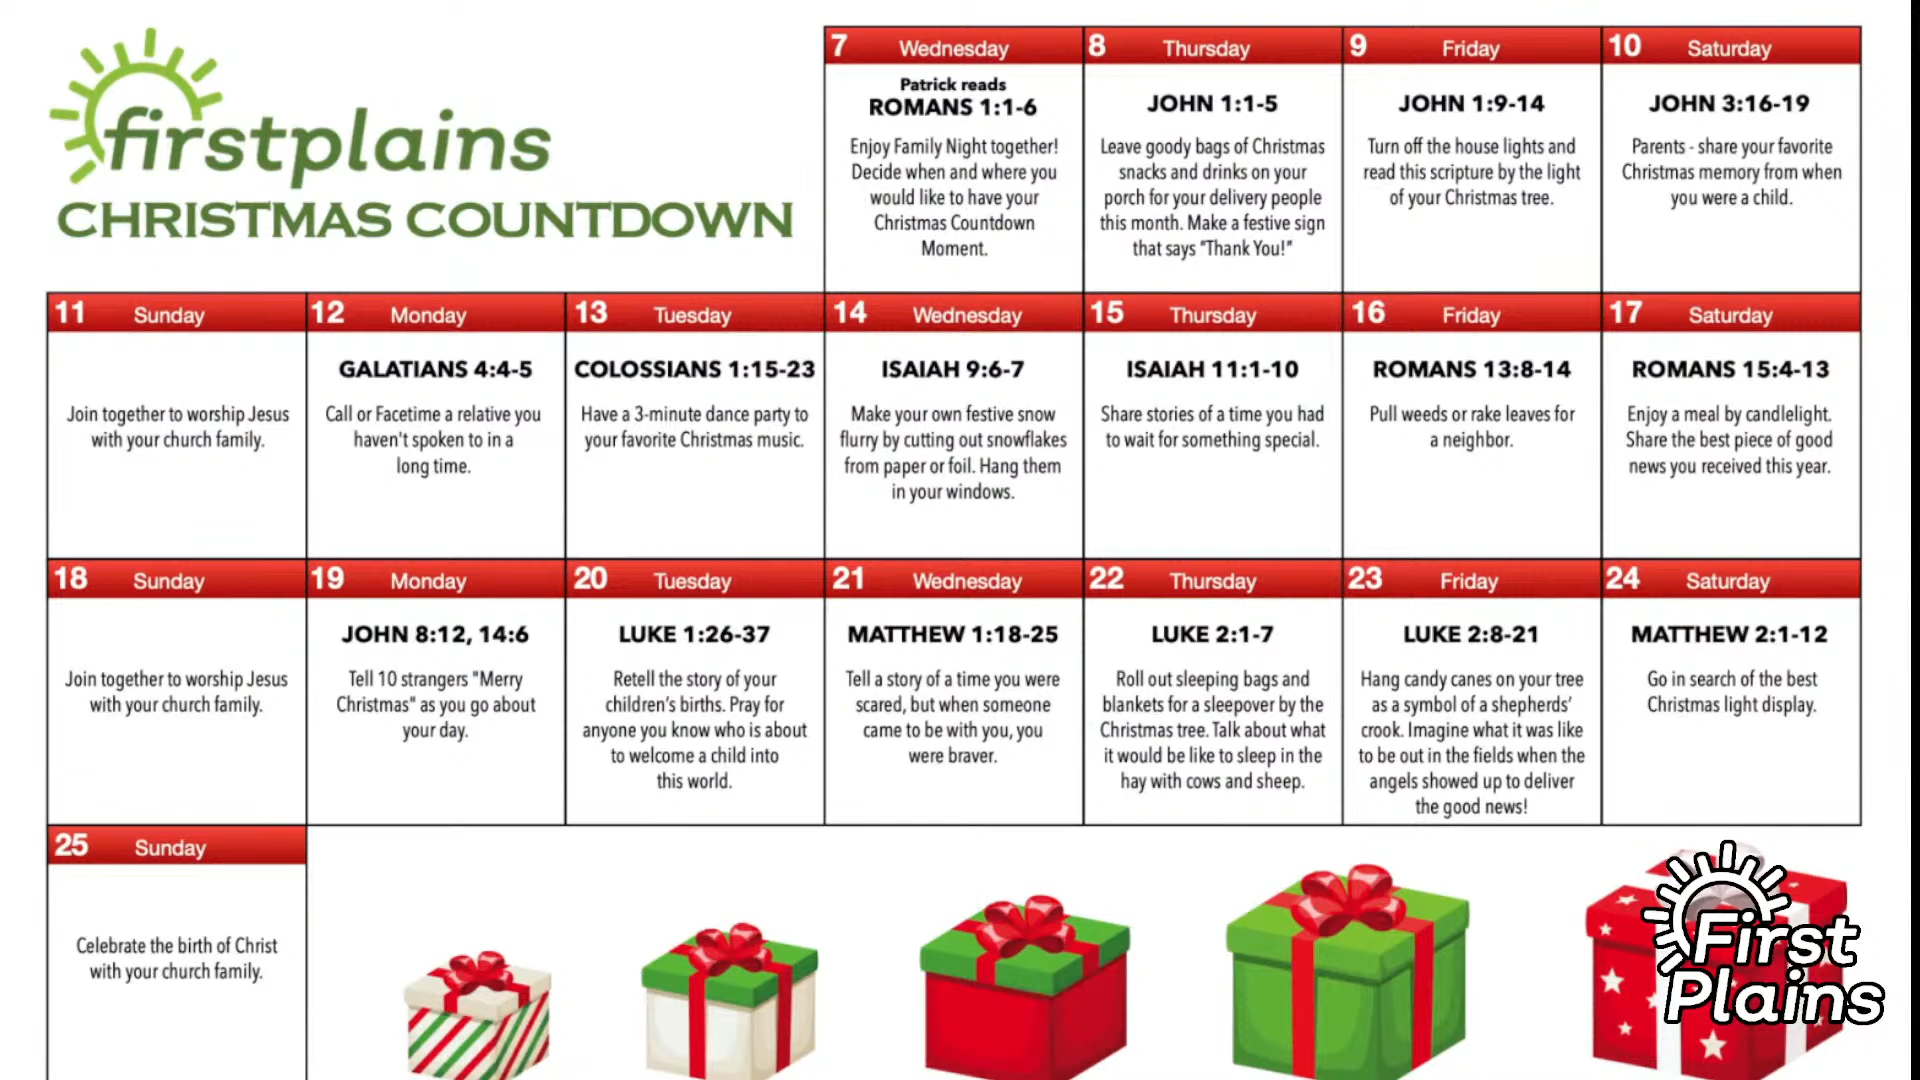 firstplains
CHRISTMAS COUNTDOWN
7 Wednesday
Patrick reads
ROMANS 1:1-6
Enjoy Family Night together!
Decide when and where you
would like to have your
Christmas Countdown
Moment.
8 Thursday
JOHN 1:1-5
Leave goody bags of Christmas
snacks and drinks on your
porch for your delivery people
this month. Make a festive sign
that says "Thank You!"
9 Friday
JOHN 1:9-14
Turn off the house lights and
read this scripture by the light
of your Christmas tree.
10 Saturday
JOHN 3:16-19
Parents - share your favorite
Christmas memory from when
you were a child.
11 Sunday
Join together to worship Jesus
with your church family.
12 Monday
GALATIANS 4:4-5
Call or Facetime a relative you
haven't spoken to in a
long time.
13 Tuesday
COLOSSIANS 1:15-23
Have a 3-minute dance party to
your favorite Christmas music.
14 Wednesday
ISAIAH 9:6-7
Make your own festive snow
flurry by cutting out snowflakes
from paper or foil. Hang them
in your windows.
15 Thursday
ISAIAH 11:1-10
Share stories of a time you had
to wait for something special.
16 Friday
ROMANS 13:8-14
Pull weeds or rake leaves for
a neighbor.
17 Saturday
ROMANS 15:4-13
Enjoy a meal by candlelight.
Share the best piece of good
news you received this year.
18 Sunday
Join together to worship Jesus
with your church family.
19 Monday
JOHN 8:12, 14:6
Tell 10 strangers "Merry
Christmas" as you go about
your day.
20 Tuesday
LUKE 1:26-37
Retell the story of your
children's births. Pray for
anyone you know who is about
to welcome a child into
this world.
21 Wednesday
MATTHEW 1:18-25
Tell a story of a time you were
scared, but when someone
came to be with you, you
were braver.
22 Thursday
LUKE 2:1-7
Roll out sleeping bags and
blankets for a sleepover by the
Christmas tree. Talk about what
it would be like to sleep in the
hay with cows and sheep.
23 Friday
LUKE 2:8-21
Hang candy canes on your tree
as a symbol of a shepherds'
crook. Imagine what it was like
to be out in the fields when the
angels showed up to deliver
the good news!
24 Saturday
MATTHEW 2:1-12
Go in search of the best
Christmas light display.
25 Sunday
Celebrate the birth of Christ
with your church family.
First
Plains